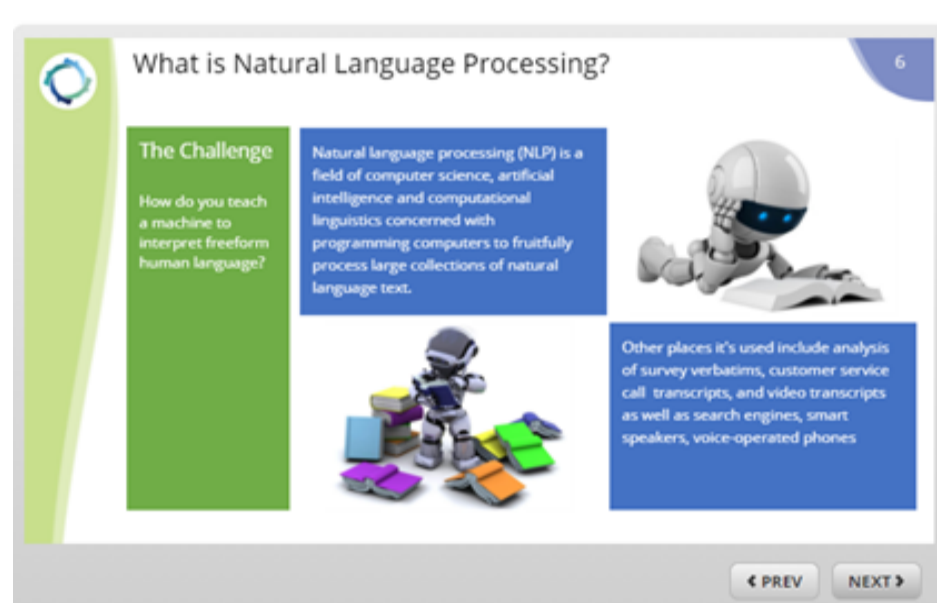 What is Natural Language Processing?
6
The Challenge
How do you teach
a machine to
interpret freeform
human language?
Natural language processing (NLP) is a
field of computer science, artificial
intelligence and computational
linguistics concerned with
programming computers to fruitfully
process large collections of natural
language text.
Other places it's used include analysis
of survey verbatims, customer service
call transcripts, and video transcripts
as well as search engines, smart
speakers, voice-operated phones
PREV
NEXT